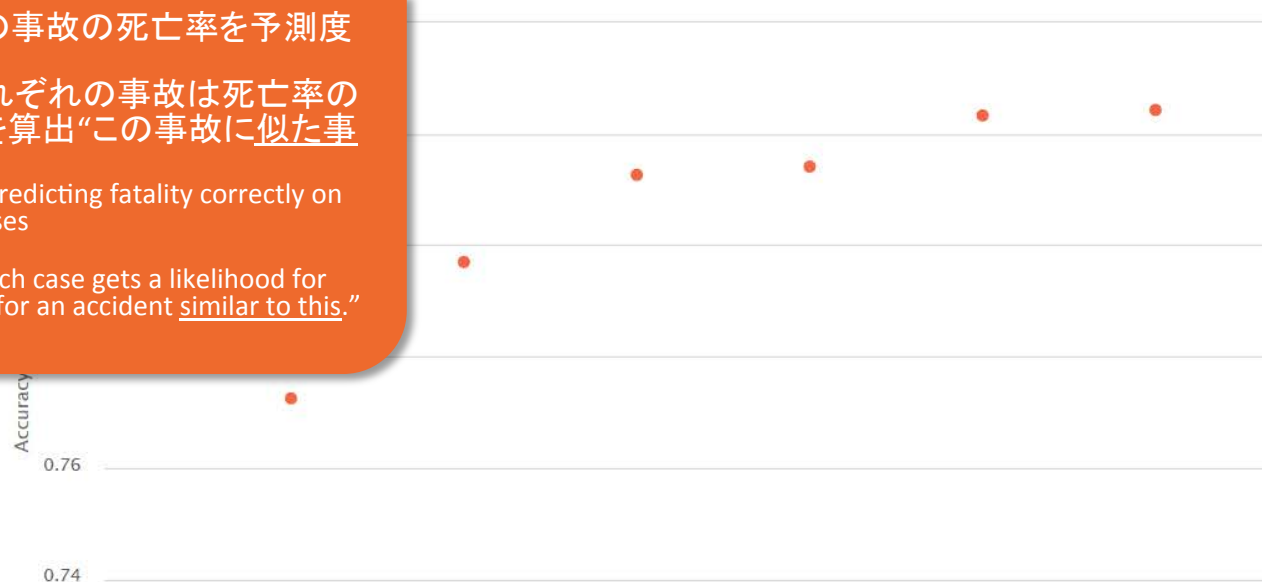 の事故の死亡率を予測度
れぞれの事故は死亡率の
を算出“この事故に似た事
redicting fatality correctly on
ses
ch case gets a likelihood for
for an accident similar to this.”
Accuracy
0.76
0.74